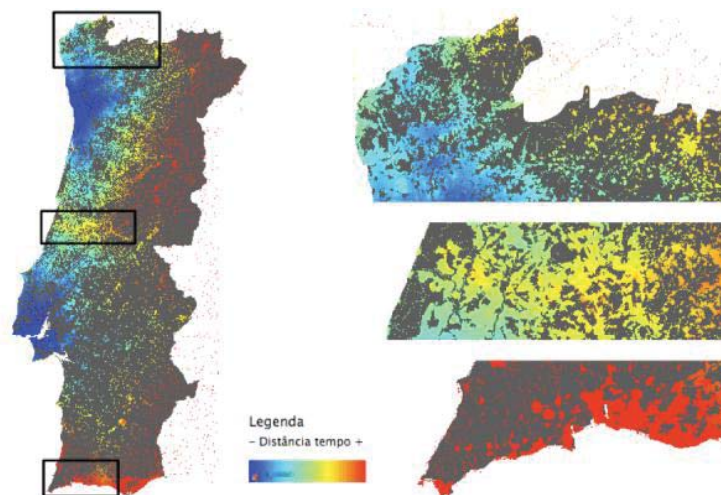 Legenda
– Distância tempo +